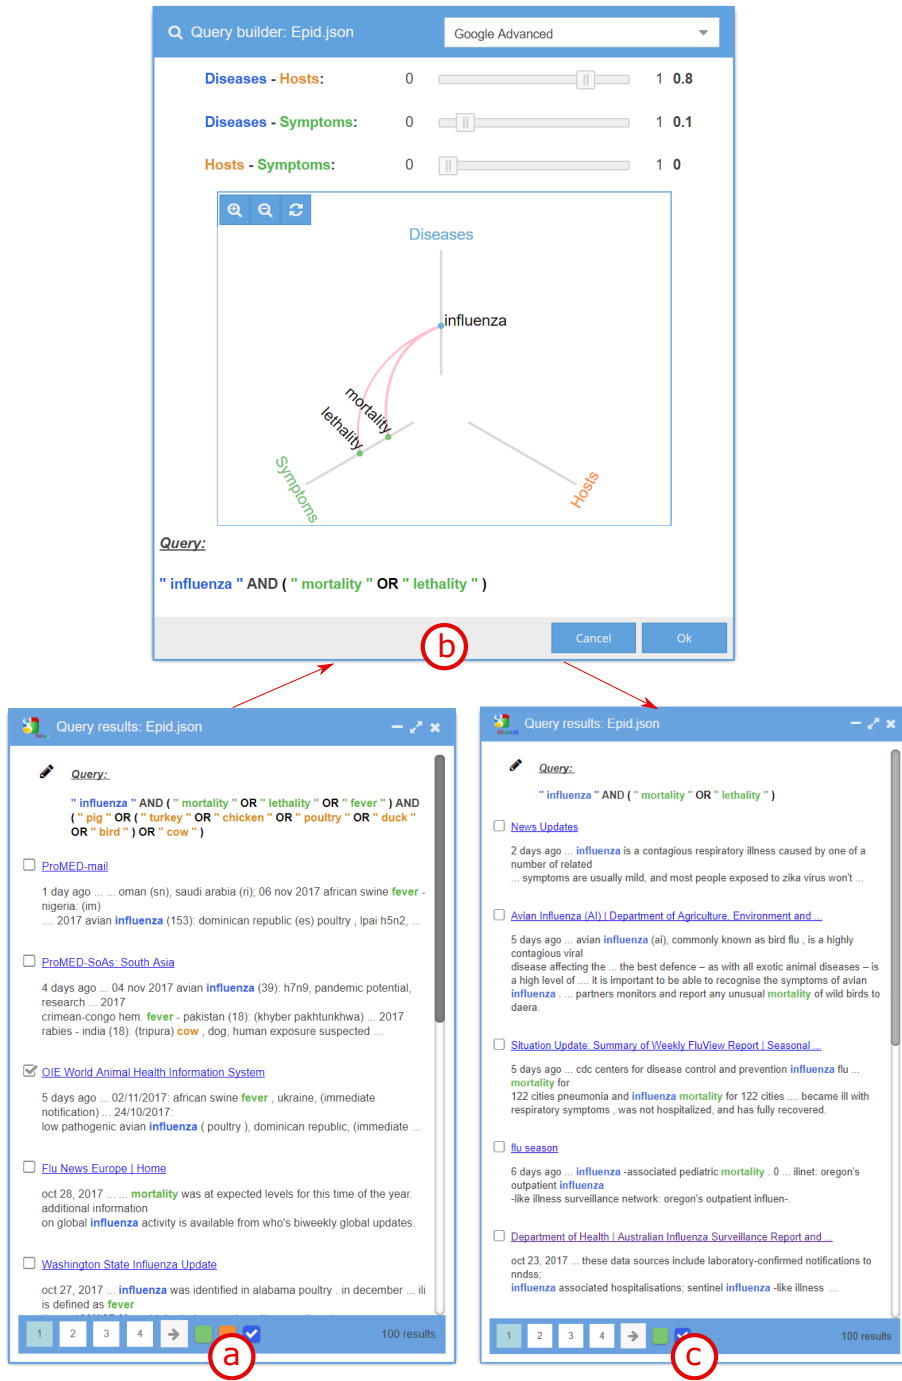 Query builder: Epid.json
Google Advanced
Diseases - Hosts: 0 1 0.8
Diseases - Symptoms: 0 1 0.1
Hosts - Symptoms: 0 1 0
Diseases
influenza
mortality
lethality
Symptoms
Hosts
Query:
" influenza " AND ( " mortality " OR " lethality " )
Cancel Ok
b
Query results: Epid.json
Query:
" influenza " AND ( " mortality " OR " lethality " OR " fever " ) AND
( " pig " OR ( " turkey " OR " chicken " OR " poultry " OR " duck "
OR " bird " ) OR " cow " )
ProMED-mail
1 day ago ... ... oman (sn), saudi arabia (ri); 06 nov 2017 african swine fever -
nigeria: (im)
.... 2017 avian influenza (153): dominican republic (es) poultry , lpai h5n2, ...
ProMED-SoAs: South Asia
4 days ago ... 04 nov 2017 avian influenza (39): h7n9, pandemic potential,
research ... 2017
crimean-congo hem. fever - pakistan (18): (khyber pakhtunkhwa) ... 2017
rabies - india (18): (tripura) cow , dog, human exposure suspected ...
OIE World Animal Health Information System
5 days ago ... 02/11/2017: african swine fever , ukraine, (immediate
notification) ... 24/10/2017:
low pathogenic avian influenza ( poultry ), dominican republic, (immediate ...
Flu News Europe | Home
oct 28, 2017 ... ... mortality was at expected levels for this time of the year.
additional information
on global influenza activity is available from who's biweekly global updates.
Washington State Influenza Update
oct 27, 2017 ... influenza was identified in alabama poultry . in december ... ili
is defined as fever
1 2 3 4 100 results
a
Query results: Epid.json
Query:
" influenza " AND ( " mortality " OR " lethality " )
News Updates
2 days ago ... influenza is a contagious respiratory illness caused by one of a
number of related
... symptoms are usually mild, and most people exposed to zika virus won't ...
Avian Influenza (AI) | Department of Agriculture, Environment and ...
5 days ago ... avian influenza (ai), commonly known as bird flu , is a highly
contagious viral
disease affecting the ... the best defence – as with all exotic animal diseases – is
a high level of .... it is important to be able to recognise the symptoms of avian
influenza . ... partners monitors and report any unusual mortality of wild birds to
daera.
Situation Update: Summary of Weekly FluView Report | Seasonal ...
5 days ago ... cdc centers for disease control and prevention influenza flu ...
mortality for
122 cities pneumonia and influenza mortality for 122 cities .... became ill with
respiratory symptoms , was not hospitalized, and has fully recovered.
flu season
6 days ago ... influenza -associated pediatric mortality . 0 ... ilinet: oregon's
outpatient influenza
-like illness surveillance network: oregon's outpatient influen-.
Department of Health | Australian Influenza Surveillance Report and ...
oct 23, 2017 ... these data sources include laboratory-confirmed notifications to
nndss;
influenza associated hospitalisations; sentinel influenza -like illness ...
1 2 3 4 100 results
c